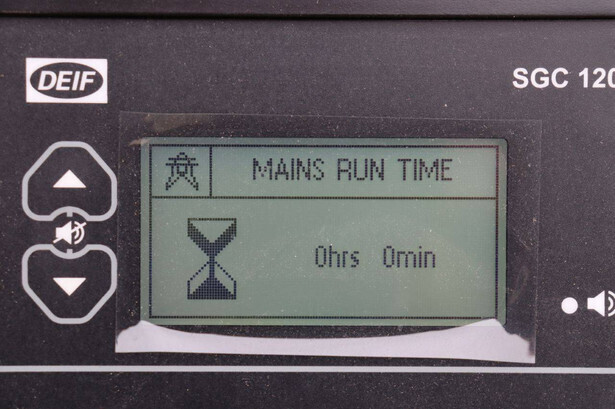 DEIF
SGC 120
MAINS RUN TIME
0hrs 0min